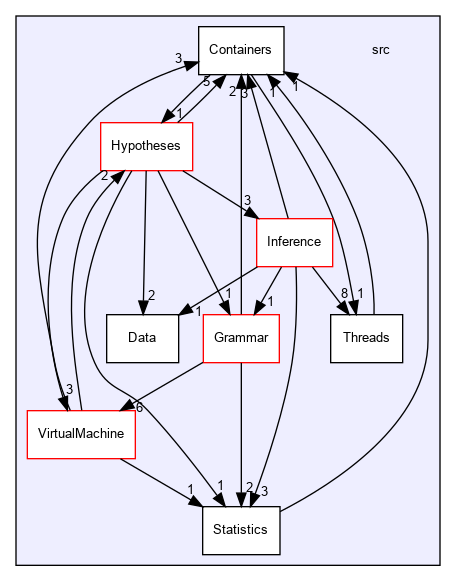 Containers src
3
5
1
2 3 1 1
Hypotheses
2
3
Inference
2
1
1
1
8 1
Data Grammar Threads
3
6
VirtualMachine
1
1
2
3
Statistics